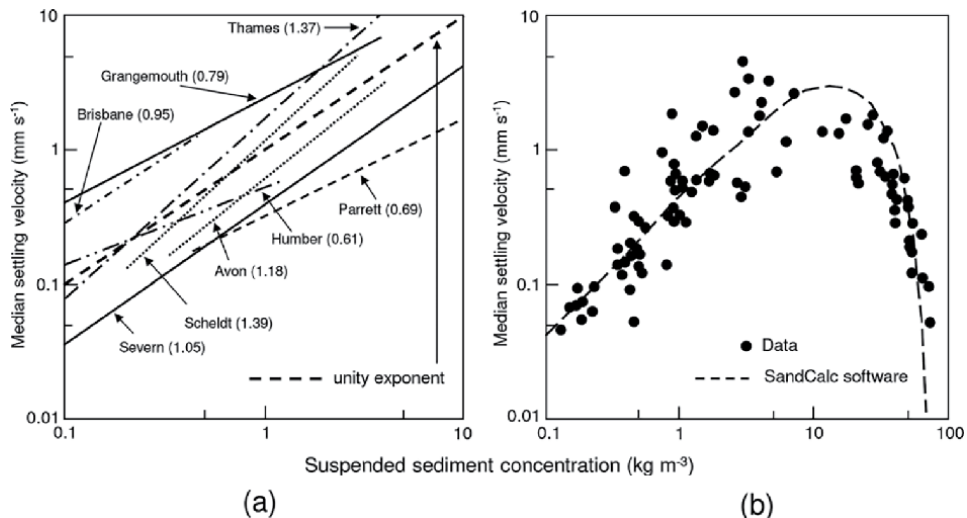 Median settling velocity (mm s⁻¹)
10
1
0.1
0.01
Thames (1.37)
Grangemouth (0.79)
Brisbane (0.95)
Parrett (0.69)
Humber (0.61)
Avon (1.18)
Scheldt (1.39)
Severn (1.05)
unity exponent
0.1
1
10
Median settling velocity (mm s⁻¹)
10
1
0.1
0.01
Data
SandCalc software
0.1
1
10
100
Suspended sediment concentration (kg m⁻³)
(a)
(b)